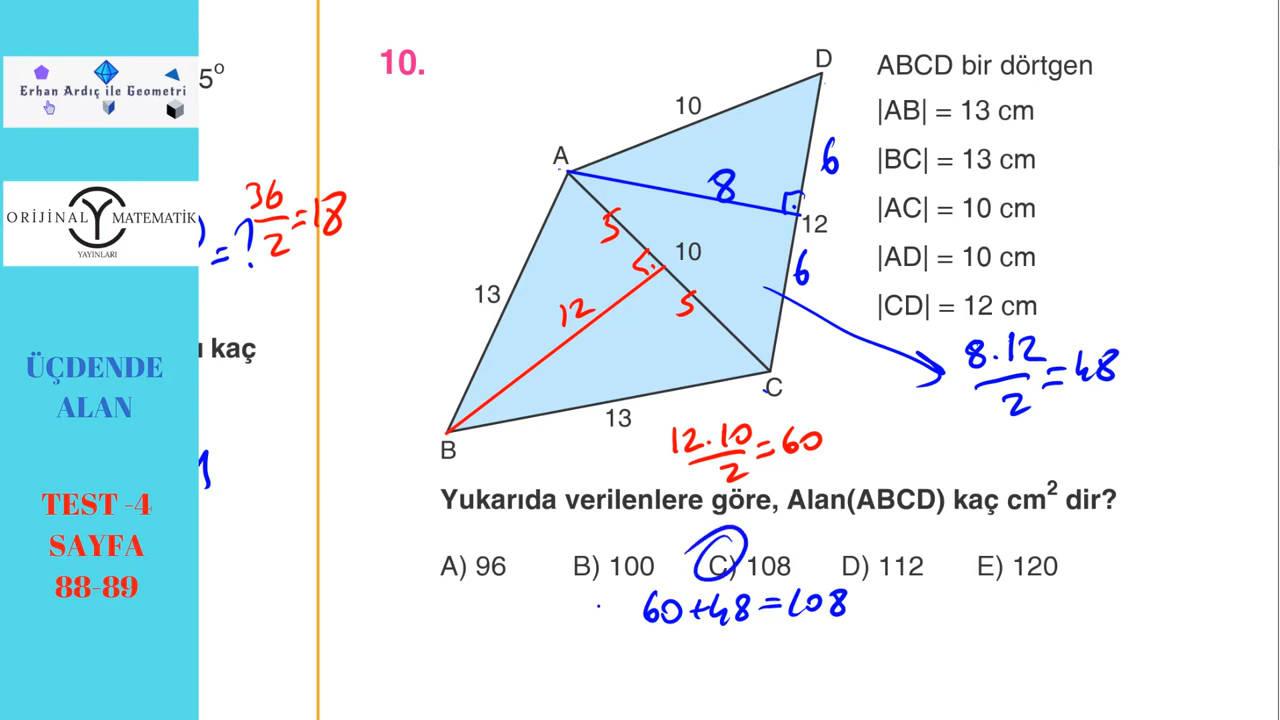 Erhan Ardıç ile Geometri
ORİJİNAL MATEMATİK
YAYINLARI
ÜÇDENDE
ALAN
TEST -4
SAYFA
88-89
5°
= ? 36/2 = 18
kaç
10.
D
A
B
C
10
8
6
12
6
5
10
5
13
12
13
ABCD bir dörtgen
|AB| = 13 cm
|BC| = 13 cm
|AC| = 10 cm
|AD| = 10 cm
|CD| = 12 cm
8.12/2 = 48
12.10/2 = 60
Yukarıda verilenlere göre, Alan(ABCD) kaç cm² dir?
A) 96 B) 100 C) 108 D) 112 E) 120
60+48=108